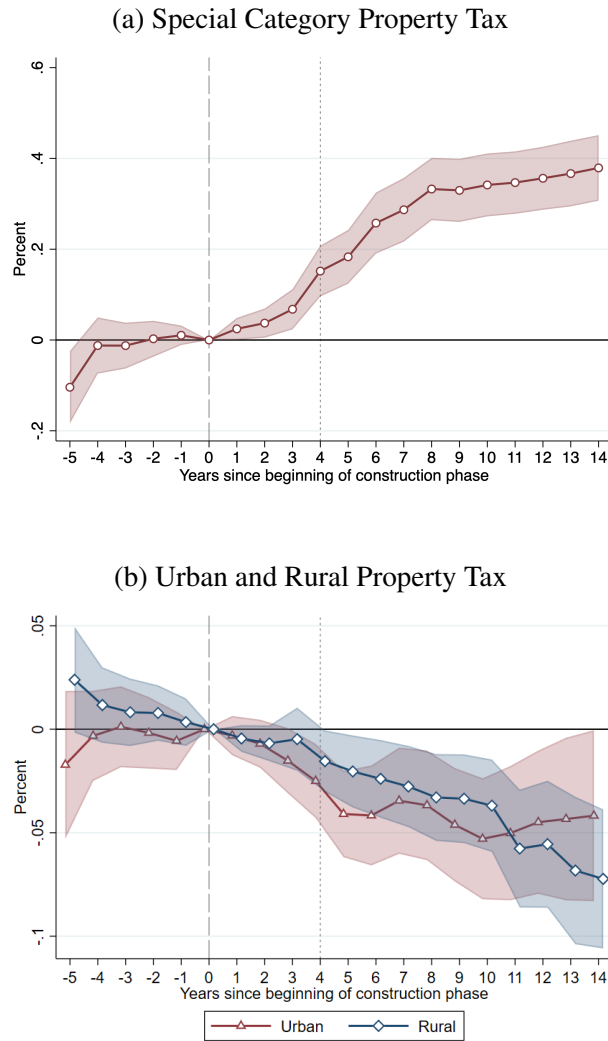 (a) Special Category Property Tax
.6
.4
.2
0
-.2
Percent
-5 -4 -3 -2 -1 0 1 2 3 4 5 6 7 8 9 10 11 12 13 14
Years since beginning of construction phase
(b) Urban and Rural Property Tax
.05
0
-.05
-.1
Percent
-5 -4 -3 -2 -1 0 1 2 3 4 5 6 7 8 9 10 11 12 13 14
Years since beginning of construction phase
Urban Rural